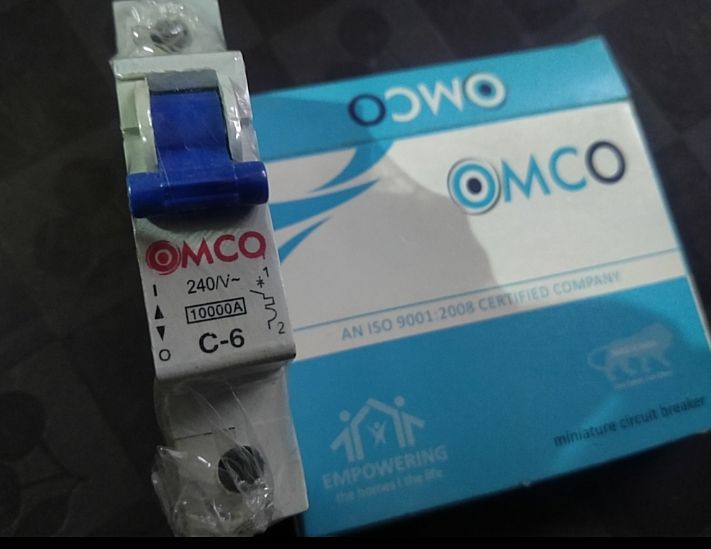 OMCO
240/V~
10000A
C-6
I
O
1
2
OMCO
OMCO
AN ISO 9001:2008 CERTIFIED COMPANY
EMPOWERING
the homes I the life
miniature circuit breaker